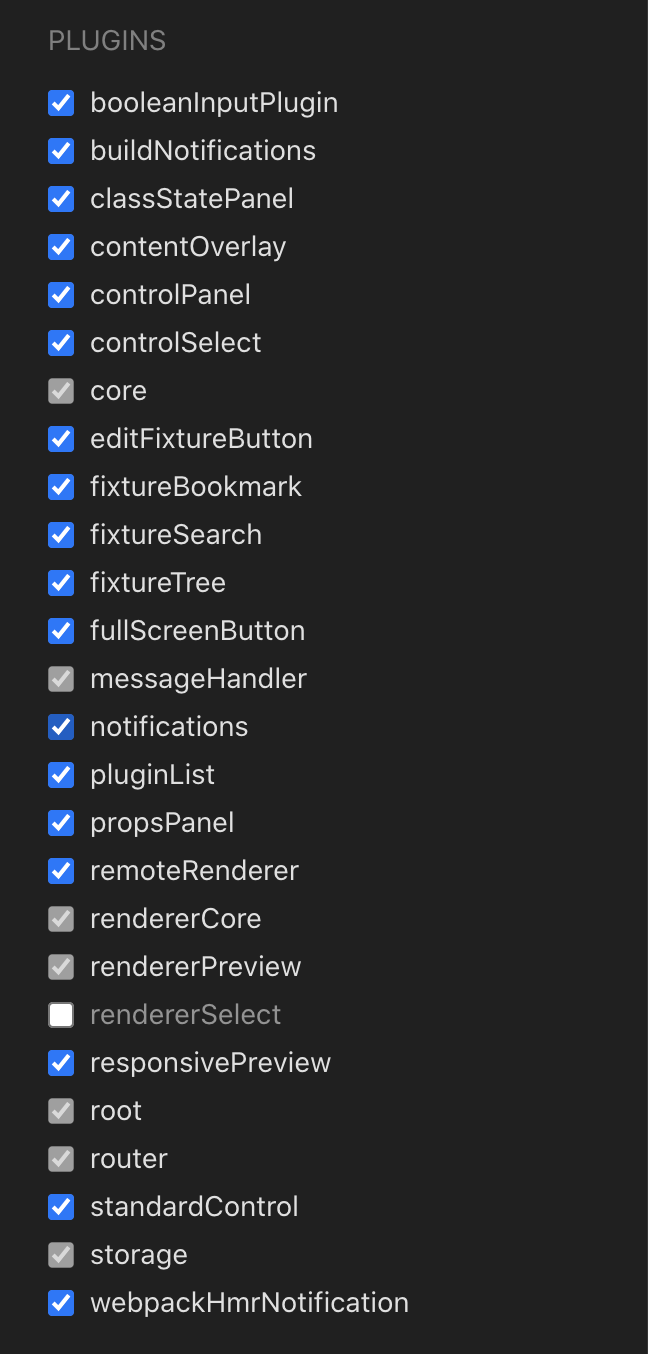 PLUGINS
booleanInputPlugin
buildNotifications
classStatePanel
contentOverlay
controlPanel
controlSelect
core
editFixtureButton
fixtureBookmark
fixtureSearch
fixtureTree
fullScreenButton
messageHandler
notifications
pluginList
propsPanel
remoteRenderer
rendererCore
rendererPreview
rendererSelect
responsivePreview
root
router
standardControl
storage
webpackHmrNotification